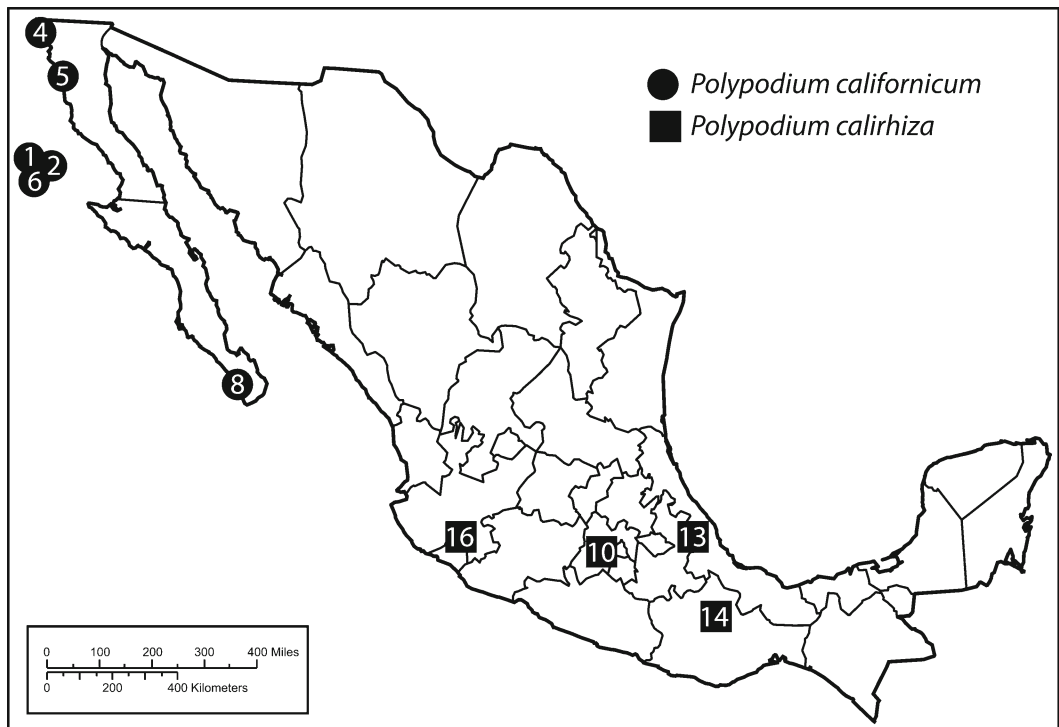 4
5
1
2
6
8
Polypodium californicum
Polypodium calirhiza
16
10
13
14
0 100 200 300 400 Miles
0 200 400 Kilometers